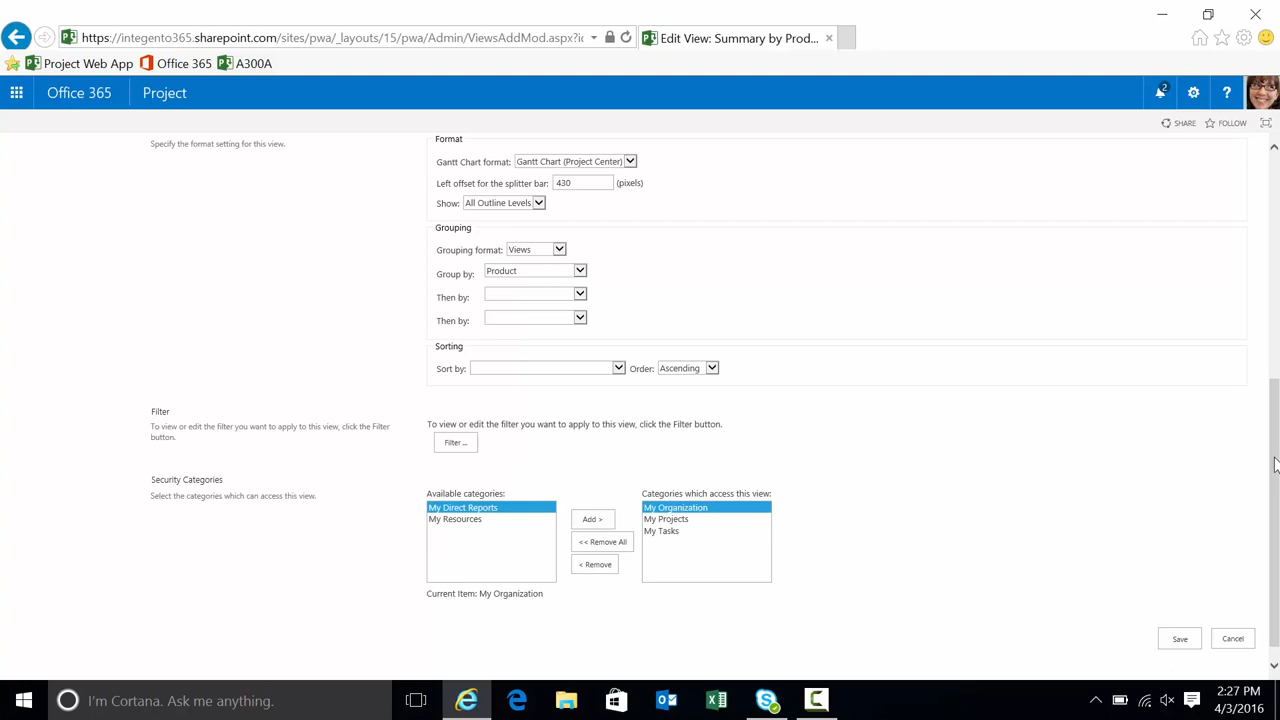 https://integento365.sharepoint.com/sites/pwa/_layouts/15/pwa/Admin/ViewsAddMod.aspx?ic
Edit View: Summary by Prod...
Project Web App
Office 365
A300A
Office 365
Project
2
?
SHARE
FOLLOW
Specify the format setting for this view.
Format
Gantt Chart format: Gantt Chart (Project Center)
Left offset for the splitter bar: 430 (pixels)
Show: All Outline Levels
Grouping
Grouping format: Views
Group by: Product
Then by:
Then by:
Sorting
Sort by: Order: Ascending
Filter
To view or edit the filter you want to apply to this view, click the Filter button.
To view or edit the filter you want to apply to this view, click the Filter
button.
Filter ...
Security Categories
Select the categories which can access this view.
Available categories:
My Direct Reports
My Resources
Add >
<< Remove All
< Remove
Categories which access this view:
My Organization
My Projects
My Tasks
Current Item: My Organization
Save
Cancel
I'm Cortana. Ask me anything.
2:27 PM
4/3/2016